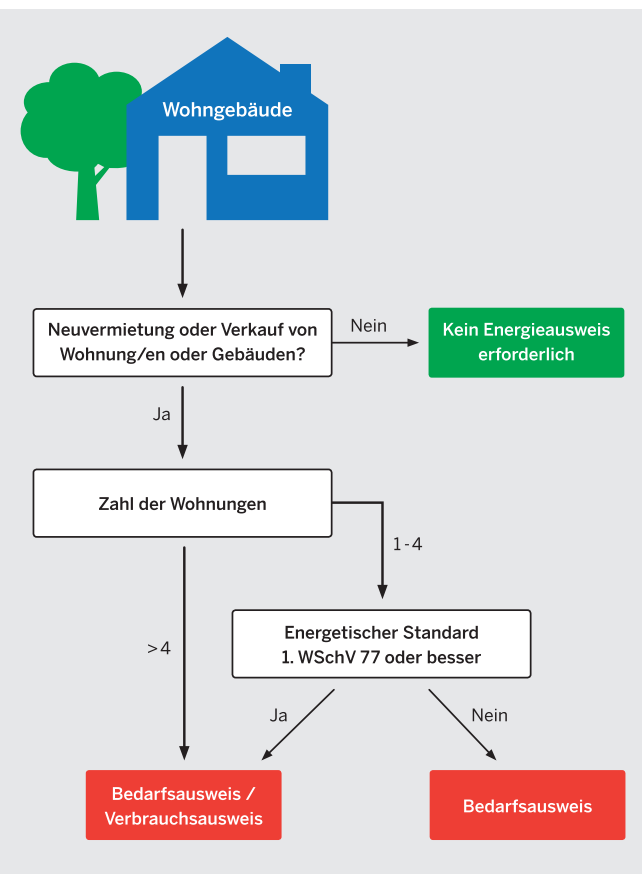 Wohngebäude
Neuvermietung oder Verkauf von
Wohnung/en oder Gebäuden?
Nein
Kein Energieausweis
erforderlich
Ja
Zahl der Wohnungen
1 - 4
>4
Energetischer Standard
1. WSchV 77 oder besser
Ja
Nein
Bedarfsausweis /
Verbrauchsausweis
Bedarfsausweis